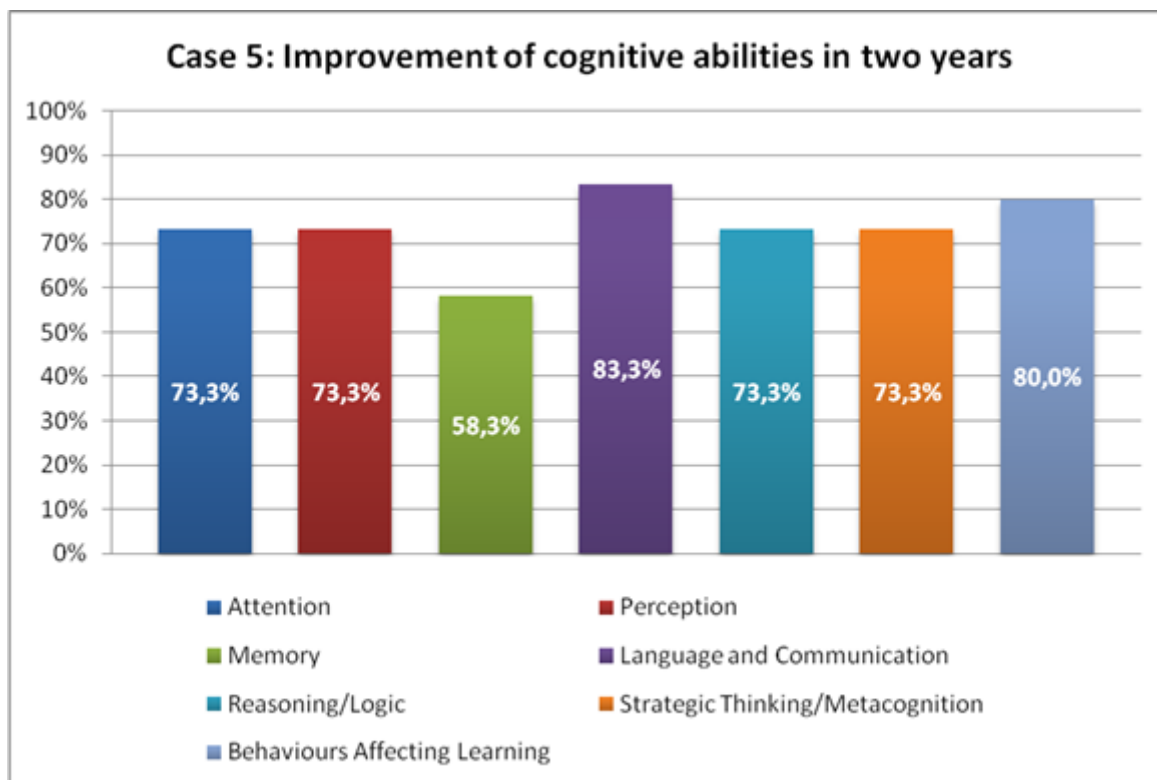 Case 5: Improvement of cognitive abilities in two years
100%
90%
80%
70%
60%
50%
40%
30%
20%
10%
0%
73,3%
73,3%
58,3%
83,3%
73,3%
73,3%
80,0%
Attention
Perception
Memory
Language and Communication
Reasoning/Logic
Strategic Thinking/Metacognition
Behaviours Affecting Learning